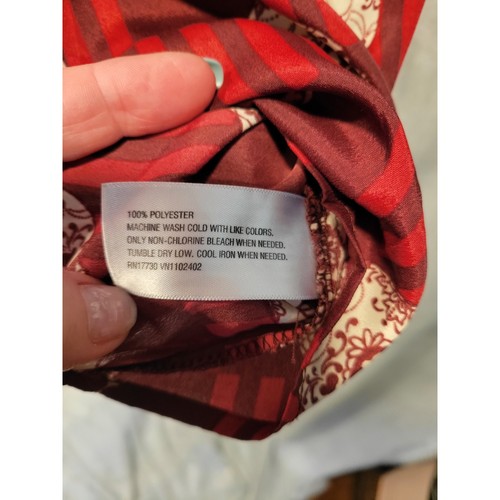 100% POLYESTER
MACHINE WASH COLD WITH LIKE COLORS.
ONLY NON-CHLORINE BLEACH WHEN NEEDED.
TUMBLE DRY LOW. COOL IRON WHEN NEEDED.
RN17730 VN1102402